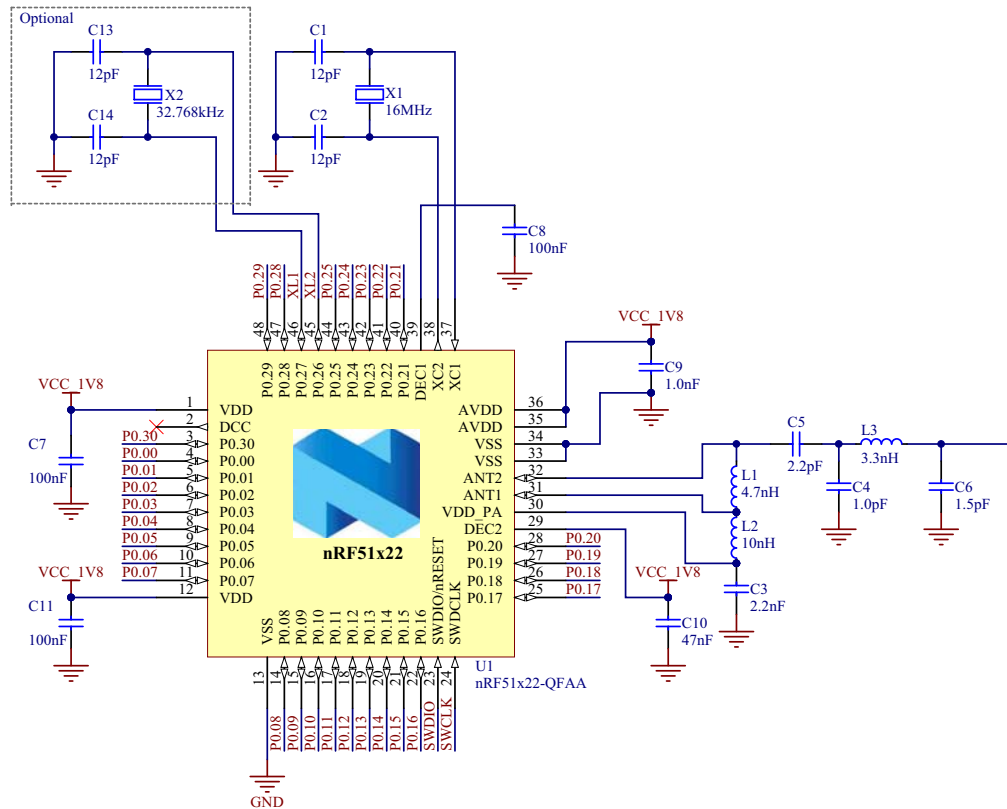 Optional
C13
12pF
X2
32.768kHz
C14
12pF
C1
12pF
X1
16MHz
C2
12pF
C8
100nF
P0.29
P0.28
XL1
XL2
P0.25
P0.24
P0.23
P0.22
P0.21
48
47
46
45
44
43
42
41
40
39
38
37
P0.29
P0.28
P0.27
P0.26
P0.25
P0.24
P0.23
P0.22
P0.21
DEC1
XC2
XC1
VCC_1V8
C7
100nF
VCC_1V8
C11
100nF
P0.30
P0.00
P0.01
P0.02
P0.03
P0.04
P0.05
P0.06
P0.07
1
2
3
4
5
6
7
8
9
10
11
12
VDD
DCC
P0.30
P0.00
P0.01
P0.02
P0.03
P0.04
P0.05
P0.06
P0.07
VDD
nRF51x22
AVDD
AVDD
VSS
VSS
ANT2
ANT1
VDD_PA
DEC2
P0.20
P0.19
P0.18
P0.17
36
35
34
33
32
31
30
29
28
27
26
25
P0.20
P0.19
P0.18
P0.17
VCC_1V8
C9
1.0nF
L1
4.7nH
L2
10nH
C3
2.2nF
C5
2.2pF
C4
1.0pF
L3
3.3nH
C6
1.5pF
VCC_1V8
C10
47nF
VSS
P0.08
P0.09
P0.10
P0.11
P0.12
P0.13
P0.14
P0.15
P0.16
SWDIO/nRESET
SWDCLK
U1
nRF51x22-QFAA
13
14
15
16
17
18
19
20
21
22
23
24
P0.08
P0.09
P0.10
P0.11
P0.12
P0.13
P0.14
P0.15
P0.16
SWDIO
SWCLK
GND